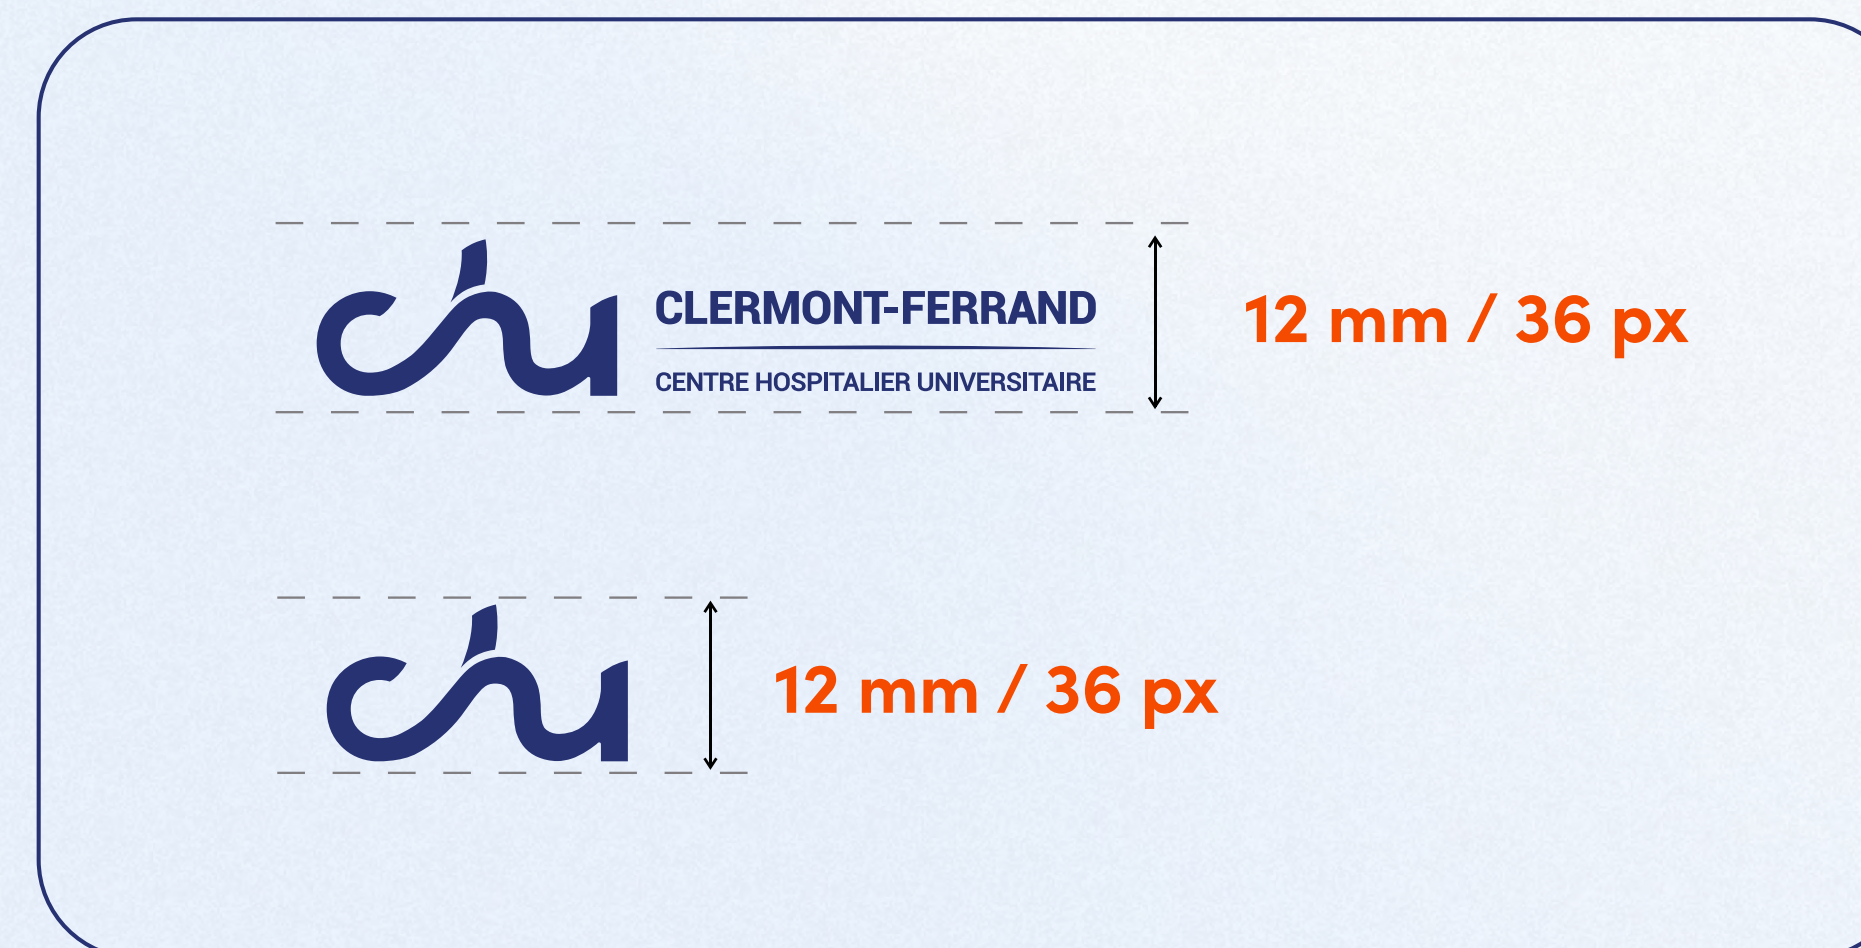 chu
CLERMONT-FERRAND
CENTRE HOSPITALIER UNIVERSITAIRE
12 mm / 36 px
chu
12 mm / 36 px